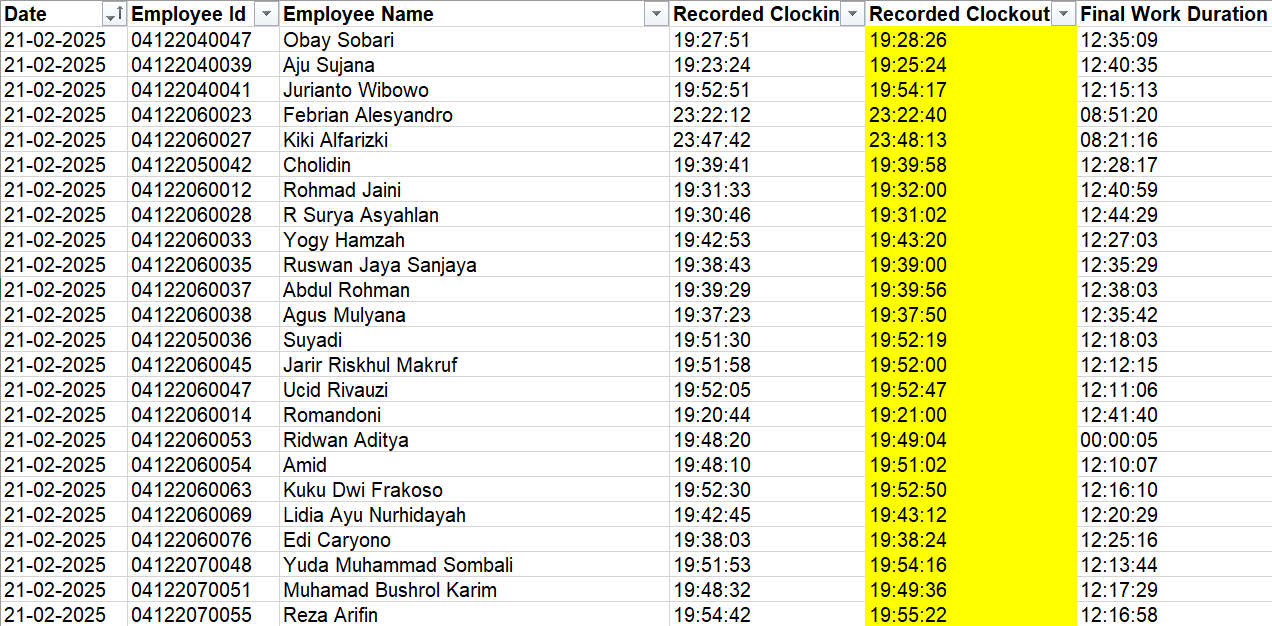 Date Employee Id Employee Name Recorded Clockin Recorded Clockout Final Work Duration
21-02-2025 04122040047 Obay Sobari 19:27:51 19:28:26 12:35:09
21-02-2025 04122040039 Aju Sujana 19:23:24 19:25:24 12:40:35
21-02-2025 04122040041 Jurianto Wibowo 19:52:51 19:54:17 12:15:13
21-02-2025 04122060023 Febrian Alesyandro 23:22:12 23:22:40 08:51:20
21-02-2025 04122060027 Kiki Alfarizki 23:47:42 23:48:13 08:21:16
21-02-2025 04122050042 Cholidin 19:39:41 19:39:58 12:28:17
21-02-2025 04122060012 Rohmad Jaini 19:31:33 19:32:00 12:40:59
21-02-2025 04122060028 R Surya Asyahlan 19:30:46 19:31:02 12:44:29
21-02-2025 04122060033 Yogy Hamzah 19:42:53 19:43:20 12:27:03
21-02-2025 04122060035 Ruswan Jaya Sanjaya 19:38:43 19:39:00 12:35:29
21-02-2025 04122060037 Abdul Rohman 19:39:29 19:39:56 12:38:03
21-02-2025 04122060038 Agus Mulyana 19:37:23 19:37:50 12:35:42
21-02-2025 04122050036 Suyadi 19:51:30 19:52:19 12:18:03
21-02-2025 04122060045 Jarir Riskhul Makruf 19:51:58 19:52:00 12:12:15
21-02-2025 04122060047 Ucid Rivauzi 19:52:05 19:52:47 12:11:06
21-02-2025 04122060014 Romandoni 19:20:44 19:21:00 12:41:40
21-02-2025 04122060053 Ridwan Aditya 19:48:20 19:49:04 00:00:05
21-02-2025 04122060054 Amid 19:48:10 19:51:02 12:10:07
21-02-2025 04122060063 Kuku Dwi Frakoso 19:52:30 19:52:50 12:16:10
21-02-2025 04122060069 Lidia Ayu Nurhidayah 19:42:45 19:43:12 12:20:29
21-02-2025 04122060076 Edi Caryono 19:38:03 19:38:24 12:25:16
21-02-2025 04122070048 Yuda Muhammad Sombali 19:51:53 19:54:16 12:13:44
21-02-2025 04122070051 Muhamad Bushrol Karim 19:48:32 19:49:36 12:17:29
21-02-2025 04122070055 Reza Arifin 19:54:42 19:55:22 12:16:58